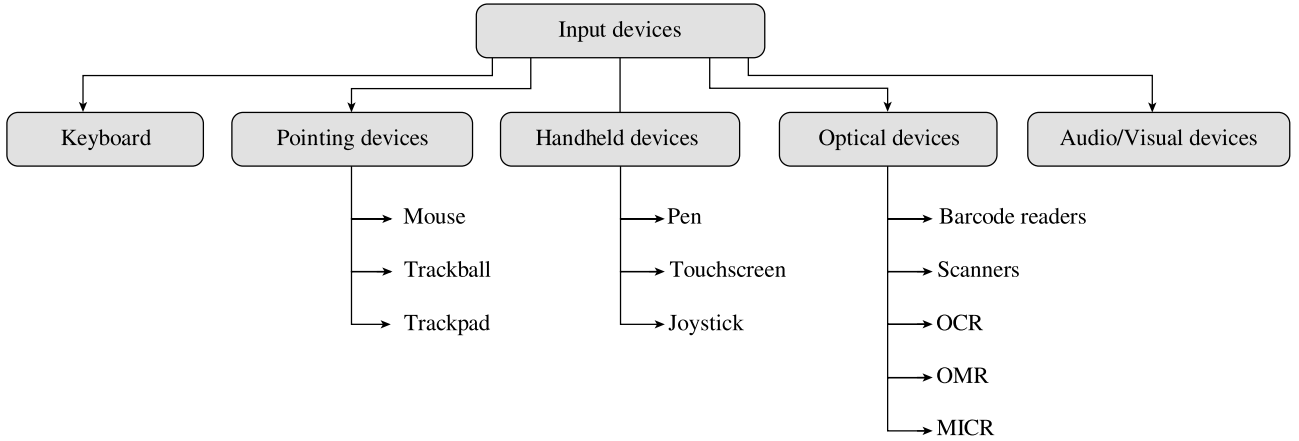 Input devices
Keyboard
Pointing devices
Handheld devices
Optical devices
Audio/Visual devices
Mouse
Trackball
Trackpad
Pen
Touchscreen
Joystick
Barcode readers
Scanners
OCR
OMR
MICR